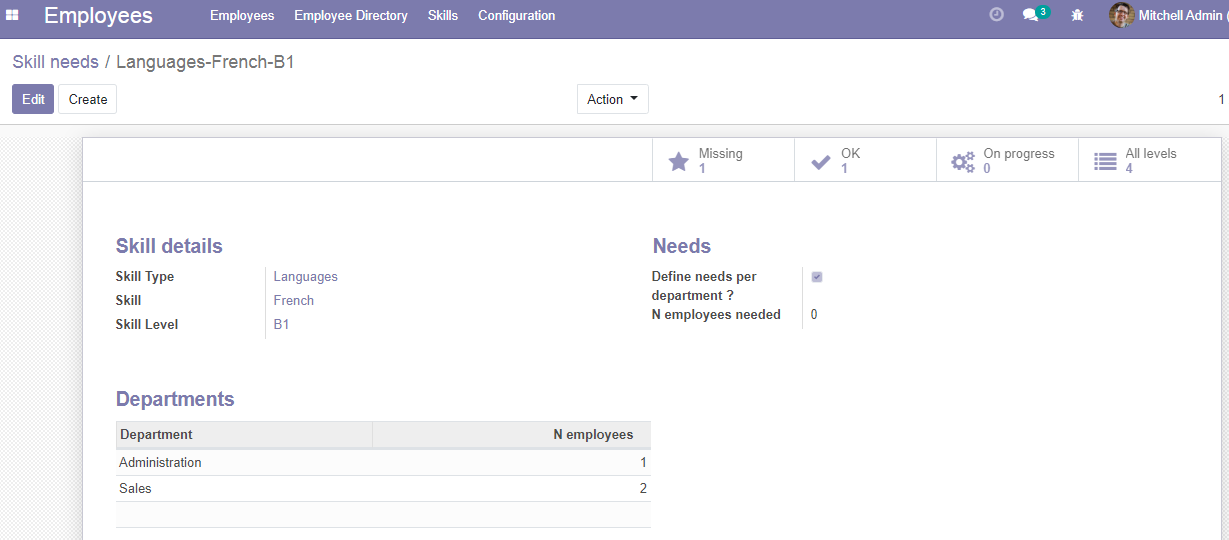 Employees Employees Employee Directory Skills Configuration 3 Mitchell Admin (
Skill needs / Languages-French-B1
Edit Create Action 1
Missing 1
OK 1
On progress 0
All levels 4
Skill details
Skill Type Languages
Skill French
Skill Level B1
Needs
Define needs per
department ?
N employees needed 0
Departments
Department N employees
Administration 1
Sales 2